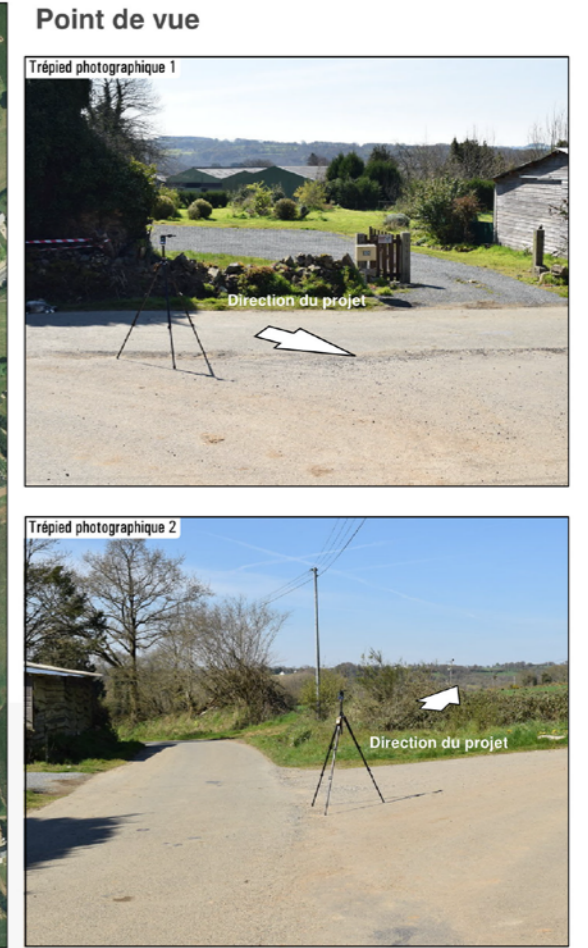 Point de vue
Trépied photographique 1
Direction du projet
Trépied photographique 2
Direction du projet